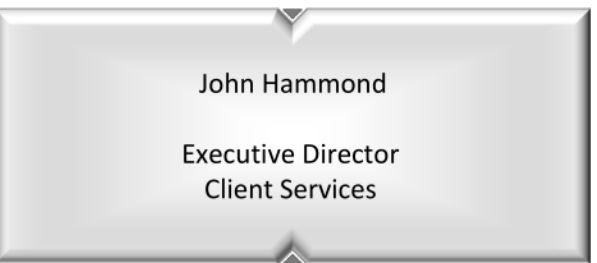 John Hammond
Executive Director
Client Services